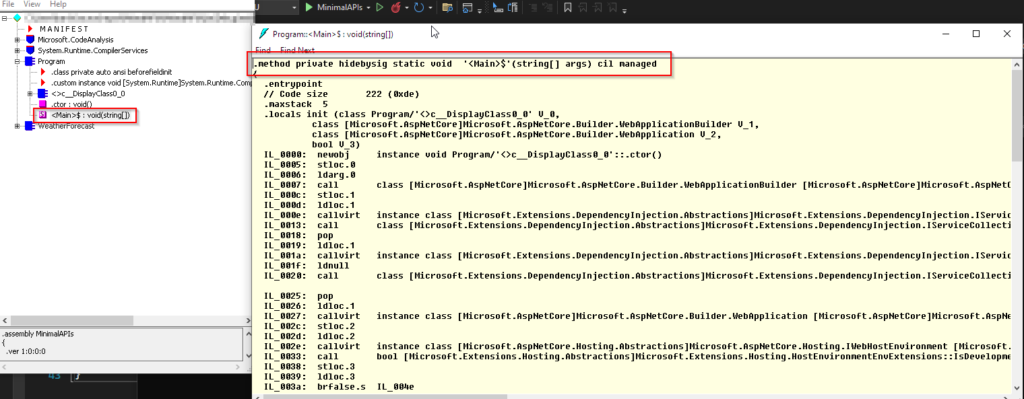 File View Help
MANIFEST
Microsoft.CodeAnalysis
System.Runtime.CompilerServices
Program
.class private auto ansi beforefieldinit
.custom instance void [System.Runtime]System.Runtime.Compi
<>c__DisplayClass0_0
.ctor : void()
<Main>$ : void(string[])
WeatherForecast
.assembly MinimalAPIs
{
.ver 1:0:0:0
43 }
U
MinimalAPIs
Program::<Main>$ : void(string[])
Find Find Next
.method private hidebysig static void '<Main>$'(string[] args) cil managed
{
.entrypoint
// Code size 222 (0xde)
.maxstack 5
.locals init (class Program/'<>c__DisplayClass0_0' V_0,
class [Microsoft.AspNetCore]Microsoft.AspNetCore.Builder.WebApplicationBuilder V_1,
class [Microsoft.AspNetCore]Microsoft.AspNetCore.Builder.WebApplication V_2,
bool V_3)
IL_0000: newobj instance void Program/'<>c__DisplayClass0_0'::.ctor()
IL_0005: stloc.0
IL_0006: ldarg.0
IL_0007: call class [Microsoft.AspNetCore]Microsoft.AspNetCore.Builder.WebApplicationBuilder [Microsoft.AspNetCore]Microsoft.AspNetC
IL_000c: stloc.1
IL_000d: ldloc.1
IL_000e: callvirt instance class [Microsoft.Extensions.DependencyInjection.Abstractions]Microsoft.Extensions.DependencyInjection.IServic
IL_0013: call class [Microsoft.Extensions.DependencyInjection.Abstractions]Microsoft.Extensions.DependencyInjection.IServiceCollecti
IL_0018: pop
IL_0019: ldloc.1
IL_001a: callvirt instance class [Microsoft.Extensions.DependencyInjection.Abstractions]Microsoft.Extensions.DependencyInjection.IServic
IL_001f: ldnull
IL_0020: call class [Microsoft.Extensions.DependencyInjection.Abstractions]Microsoft.Extensions.DependencyInjection.IServiceCollecti
IL_0025: pop
IL_0026: ldloc.1
IL_0027: callvirt instance class [Microsoft.AspNetCore]Microsoft.AspNetCore.Builder.WebApplication [Microsoft.AspNetCore]Microsoft.AspN
IL_002c: stloc.2
IL_002d: ldloc.2
IL_002e: callvirt instance class [Microsoft.Extensions.Hosting.Abstractions]Microsoft.AspNetCore.Hosting.IWebHostEnvironment [Microsoft.
IL_0033: call bool [Microsoft.Extensions.Hosting.Abstractions]Microsoft.Extensions.Hosting.HostEnvironmentEnvExtensions::IsDevelopme
IL_0038: stloc.3
IL_0039: ldloc.3
IL_003a: brfalse.s IL_004e